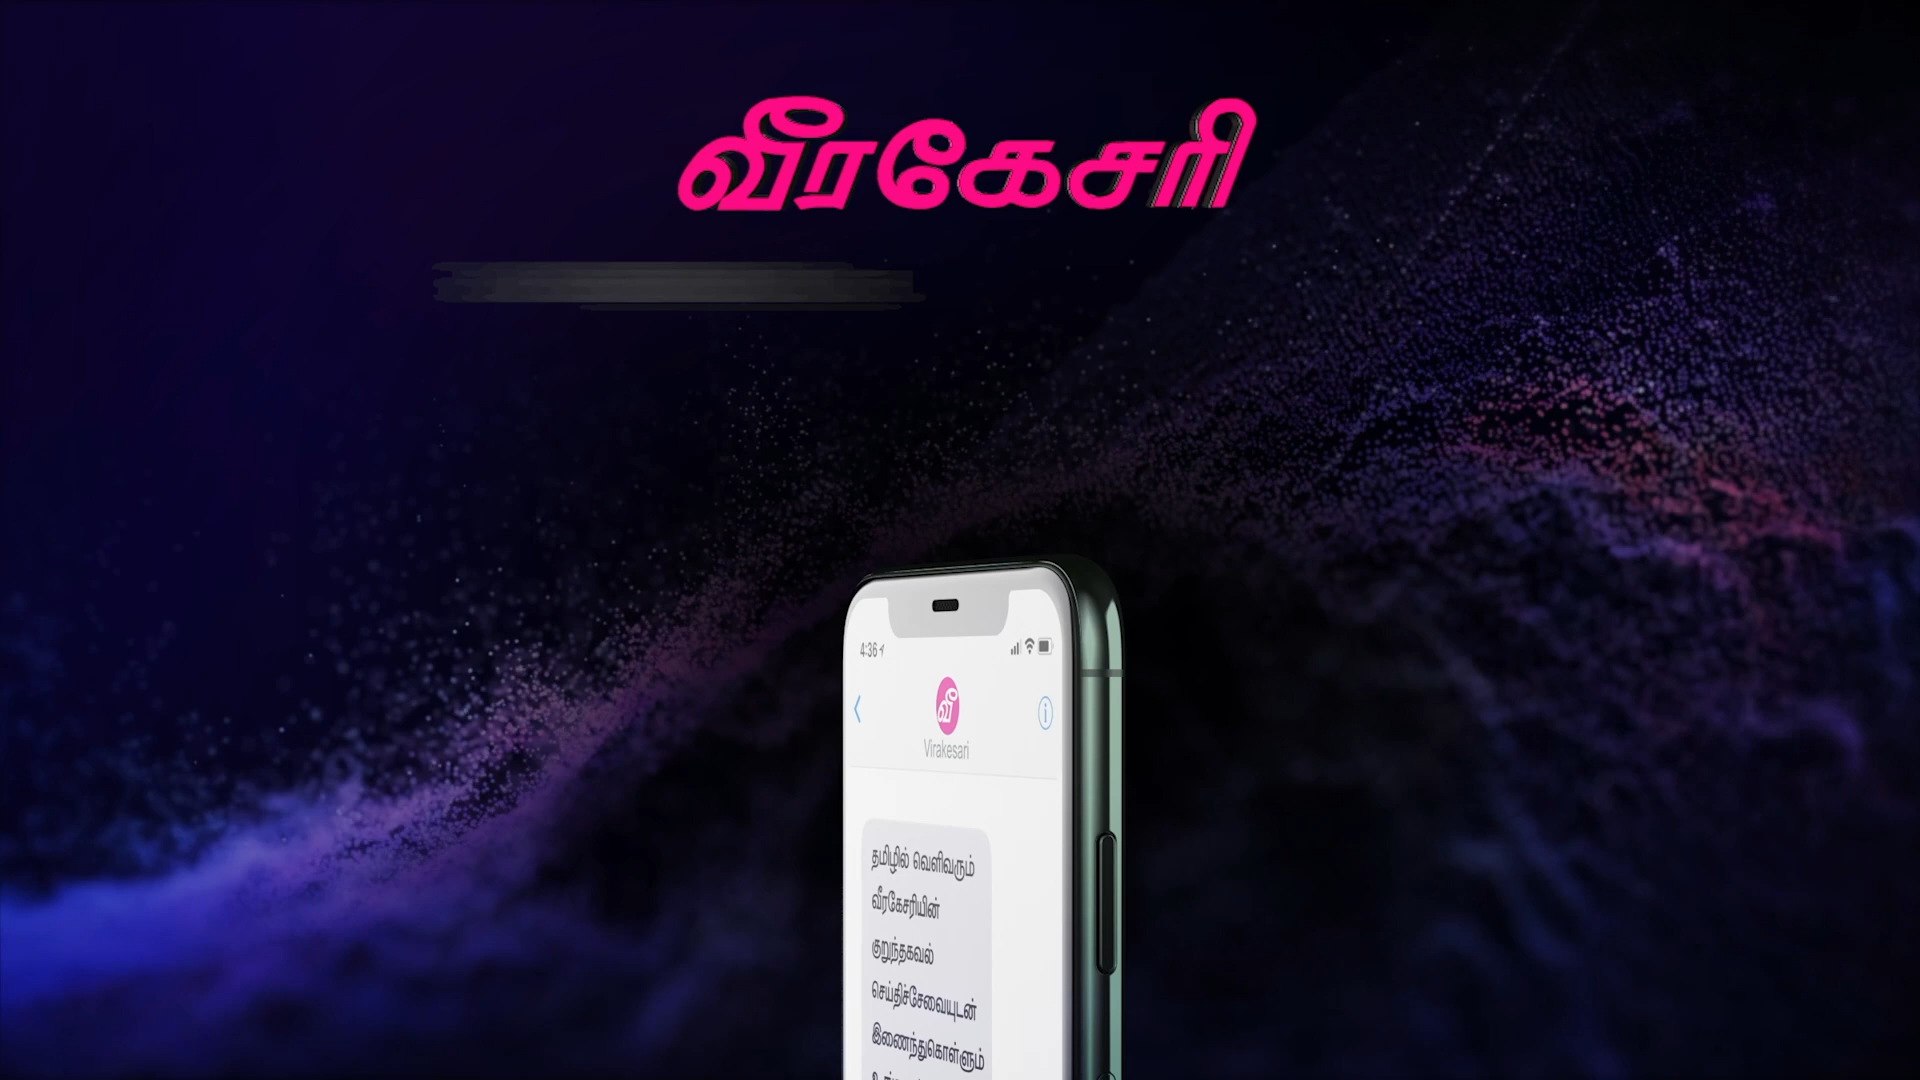 வீரகேசரி
4:36
வீ
Virakesari
தமிழில் வெளிவரும்
வீரகேசரியின்
குறுந்தகவல்
செய்திச்சேவையுடன்
இணைந்துகொள்ளும்